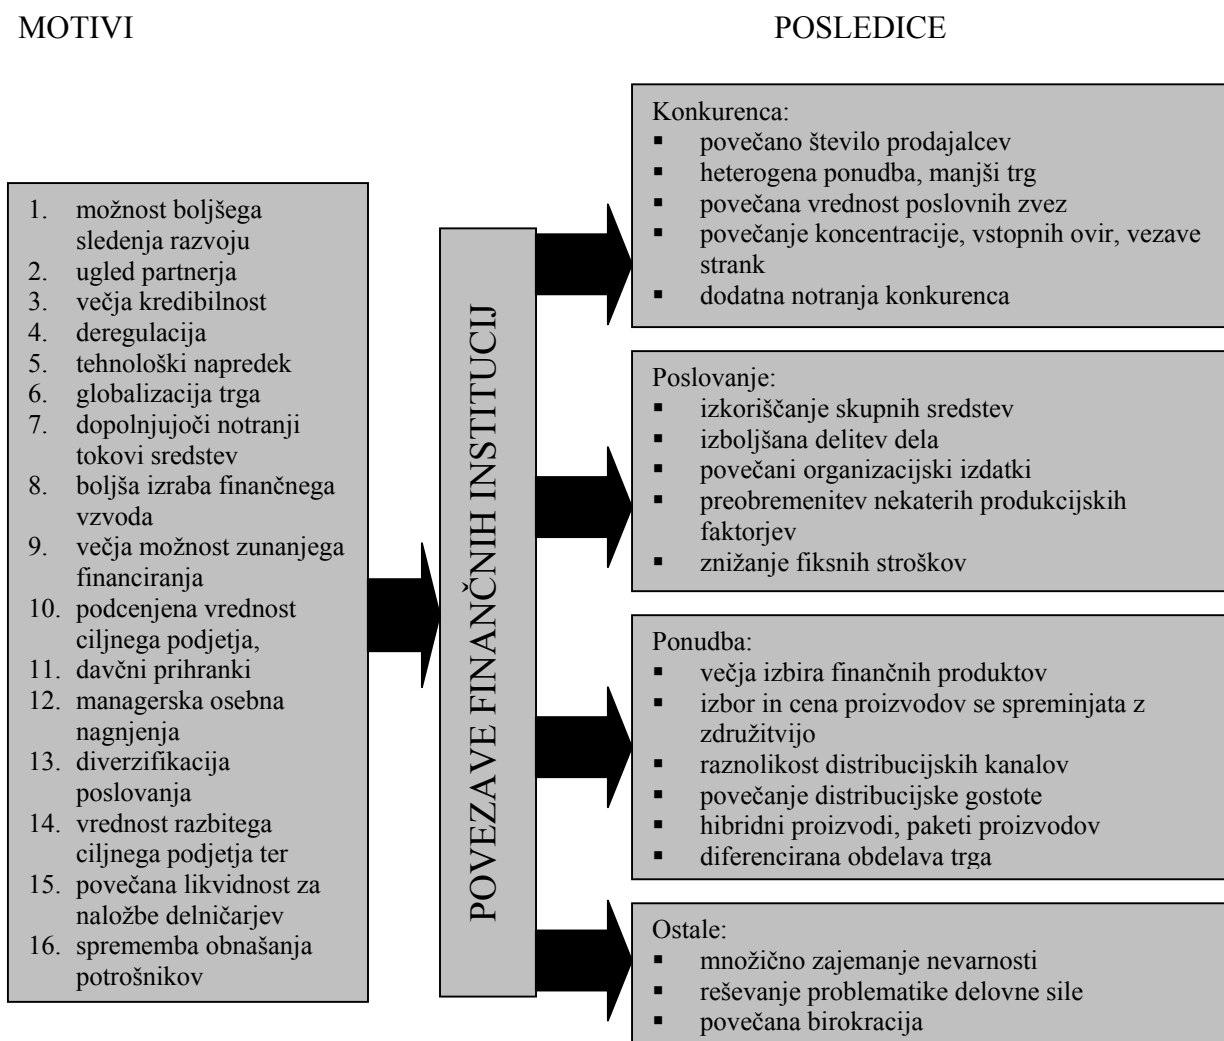 MOTIVI
POSLEDICE
1. možnost boljšega
sledenja razvoju
2. ugled partnerja
3. večja kredibilnost
4. deregulacija
5. tehnološki napredek
6. globalizacija trga
7. dopolnjujoči notranji
tokovi sredstev
8. boljša izraba finančnega
vzvoda
9. večja možnost zunanjega
financiranja
10. podcenjena vrednost
ciljnega podjetja,
11. davčni prihranki
12. managerska osebna
nagnjenja
13. diverzifikacija
poslovanja
14. vrednost razbitega
ciljnega podjetja ter
15. povečana likvidnost za
naložbe delničarjev
16. sprememba obnašanja
potrošnikov
POVEZAVE FINANČNIH INSTITUCIJ
Konkurenca:
▪ povečano število prodajalcev
▪ heterogena ponudba, manjši trg
▪ povečana vrednost poslovnih zvez
▪ povečanje koncentracije, vstopnih ovir, vezave
strank
▪ dodatna notranja konkurenca
Poslovanje:
▪ izkoriščanje skupnih sredstev
▪ izboljšana delitev dela
▪ povečani organizacijski izdatki
▪ preobremenitev nekaterih produkcijskih
faktorjev
▪ znižanje fiksnih stroškov
Ponudba:
▪ večja izbira finančnih produktov
▪ izbor in cena proizvodov se spreminjata z
združitvijo
▪ raznolikost distribucijskih kanalov
▪ povečanje distribucijske gostote
▪ hibridni proizvodi, paketi proizvodov
▪ diferencirana obdelava trga
Ostale:
▪ množično zajemanje nevarnosti
▪ reševanje problematike delovne sile
▪ povečana birokracija